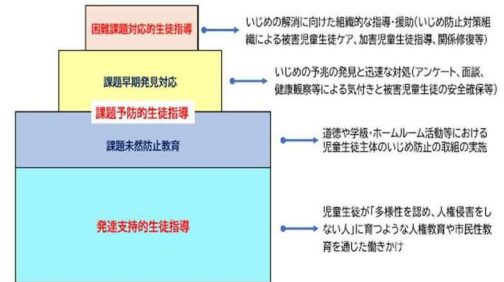 困難課題対応的生徒指導
いじめの解消に向けた組織的な指導・援助(いじめ防止対策組
織による被害児童生徒ケア、加害児童生徒指導、関係修復等)
課題早期発見対応
いじめの予兆の発見と迅速な対処(アンケート、面談、
健康観察等による気付きと被害児童生徒の安全確保等)
課題予防的生徒指導
課題未然防止教育
道徳や学級・ホームルーム活動等における
児童生徒主体のいじめ防止の取組の実施
発達支持的生徒指導
児童生徒が「多様性を認め、人権侵害をし
ない人」に育つような人権教育や市民性教
育を通じた働きかけ